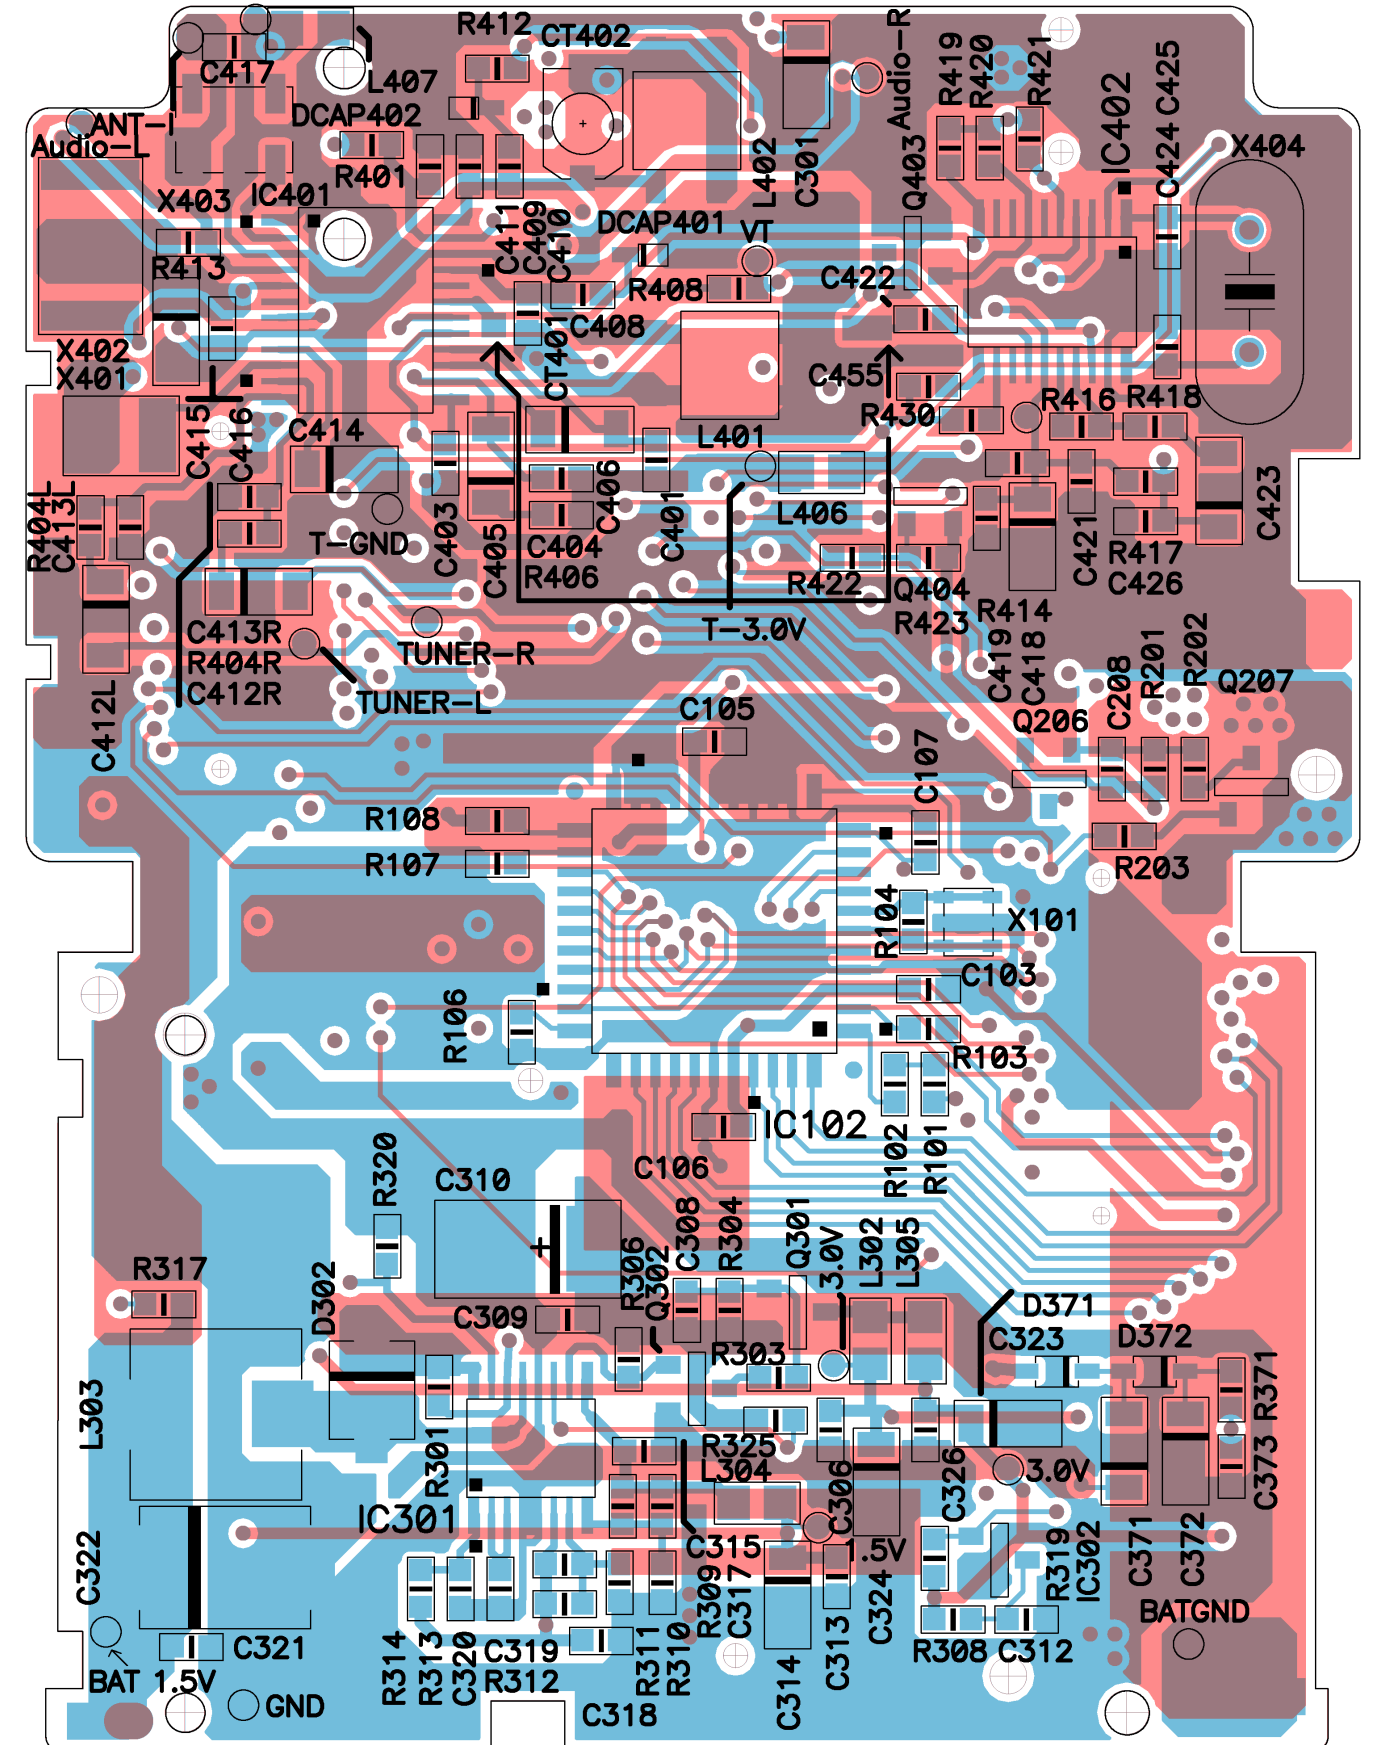 R412
CT402
C417
L407
DCAP402
ANT-I
Audio-L
R401
L402
C301
Audio-R
Q403
R419
R420
R421
IC402
C424
C425
X404
X403
IC401
R413
C411
C409
C410
DCAP401
VT
R408
C422
C408
CT401
X402
X401
C455
R430
R416
R418
L401
C415
C416
C414
C406
C401
L406
C423
R404L
C413L
T-GND
C403
C405
C404
R406
R422
Q404
R423
R414
C421
R417
C426
C413R
R404R
C412R
TUNER-R
TUNER-L
T-3.0V
C419
C418
C208
R201
R202
Q207
Q206
C412L
C105
C107
R108
R107
R203
R104
X101
C103
R106
R103
IC102
C106
R102
R101
R320
C310
+
R317
D302
C309
R306
Q302
C308
R304
Q301
3.0V
L302
L305
D371
C323
D372
R303
L303
R301
R325
L304
C306
C326
3.0V
R371
C373
IC301
C322
C315
1.5V
R309
C317
C324
R319
IC302
C371
C372
BATGND
C321
BAT 1.5V
GND
R314
R313
C320
C319
R312
R311
R310
C318
C314
C313
R308
C312